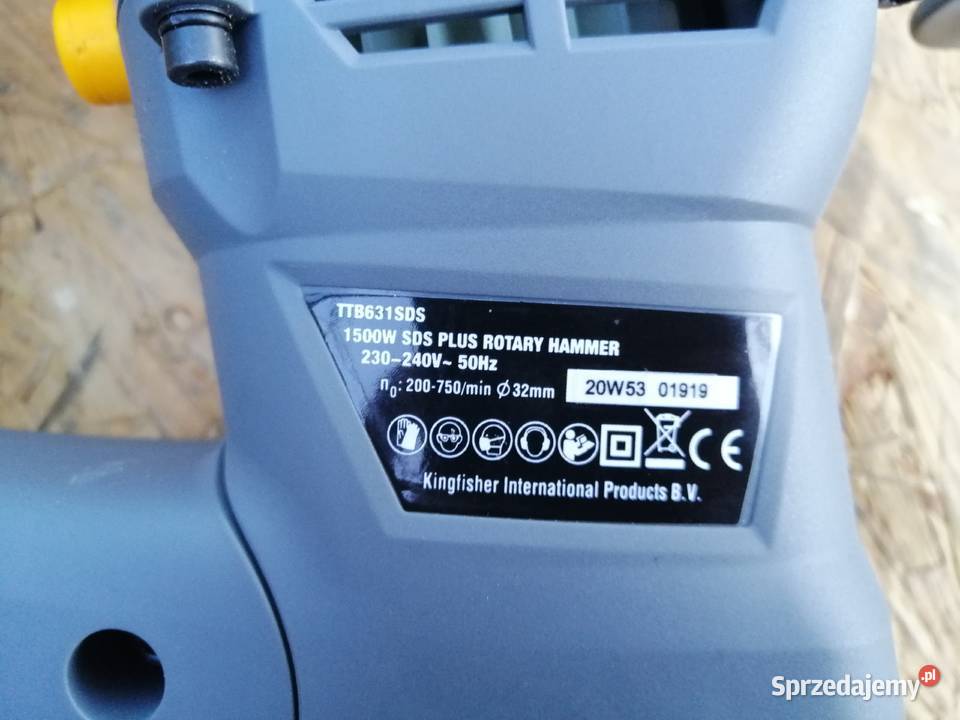 TTB631SDS
1500W SDS PLUS ROTARY HAMMER
230-240V~ 50Hz
n₀: 200-750/min Ø32mm 20W53 01919
CE
Kingfisher International Products B.V.
Sprzedajemy .pl